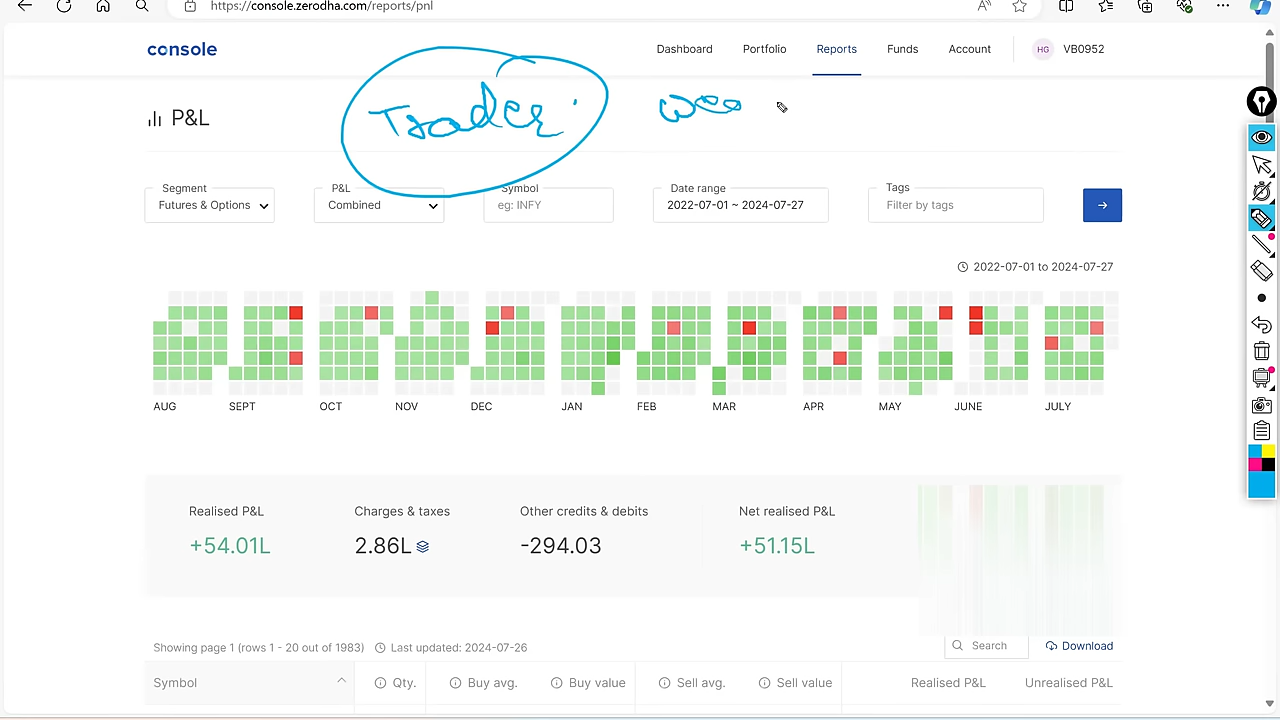 https://console.zerodha.com/reports/pnl
console
Dashboard Portfolio Reports Funds Account HG VB0952
P&L
Segment
Futures & Options
P&L
Combined
Symbol
eg: INFY
Date range
2022-07-01 ~ 2024-07-27
Tags
Filter by tags
2022-07-01 to 2024-07-27
AUG SEPT OCT NOV DEC JAN FEB MAR APR MAY JUNE JULY
Realised P&L Charges & taxes Other credits & debits Net realised P&L
+54.01L 2.86L -294.03 +51.15L
Showing page 1 (rows 1 - 20 out of 1983) Last updated: 2024-07-26 Search Download
Symbol Qty. Buy avg. Buy value Sell avg. Sell value Realised P&L Unrealised P&L